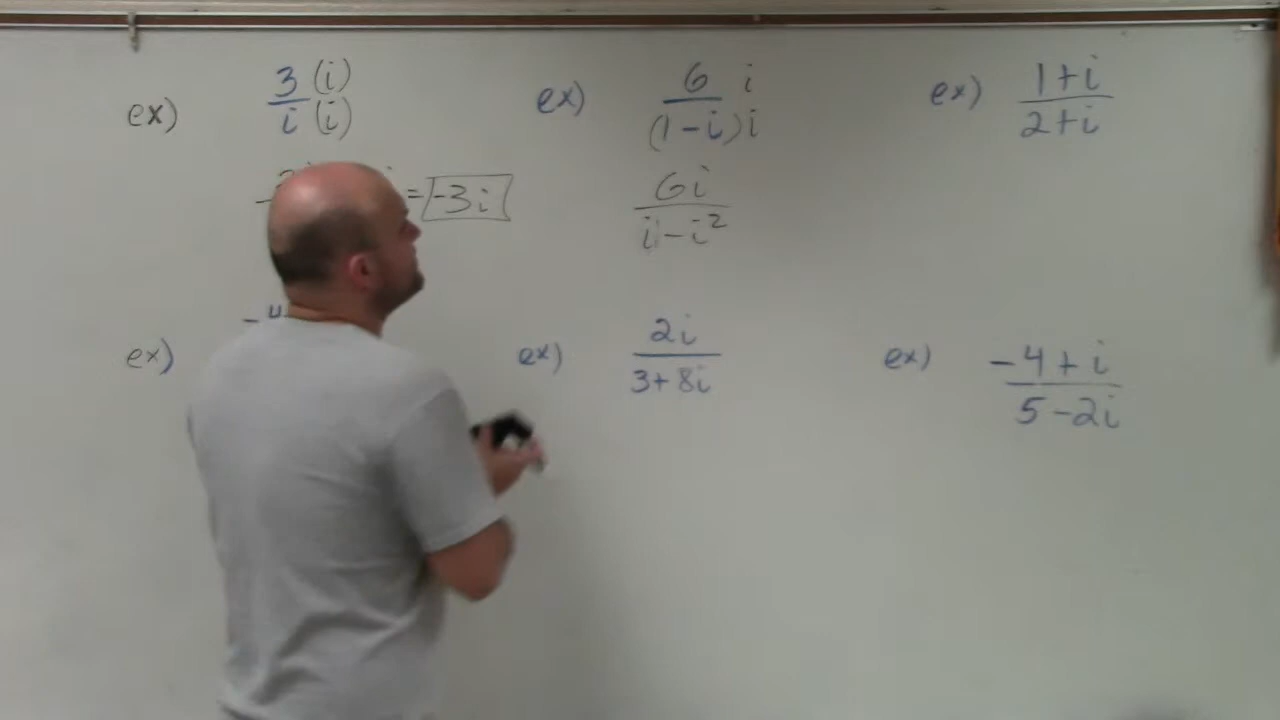 ex) 3 (i) / i (i)
= -3i
ex) 6 i / (1-i) i
6i / i-i²
ex) 1+i / 2+i
ex) -4
ex) 2i / 3+8i
ex) -4+i / 5-2i